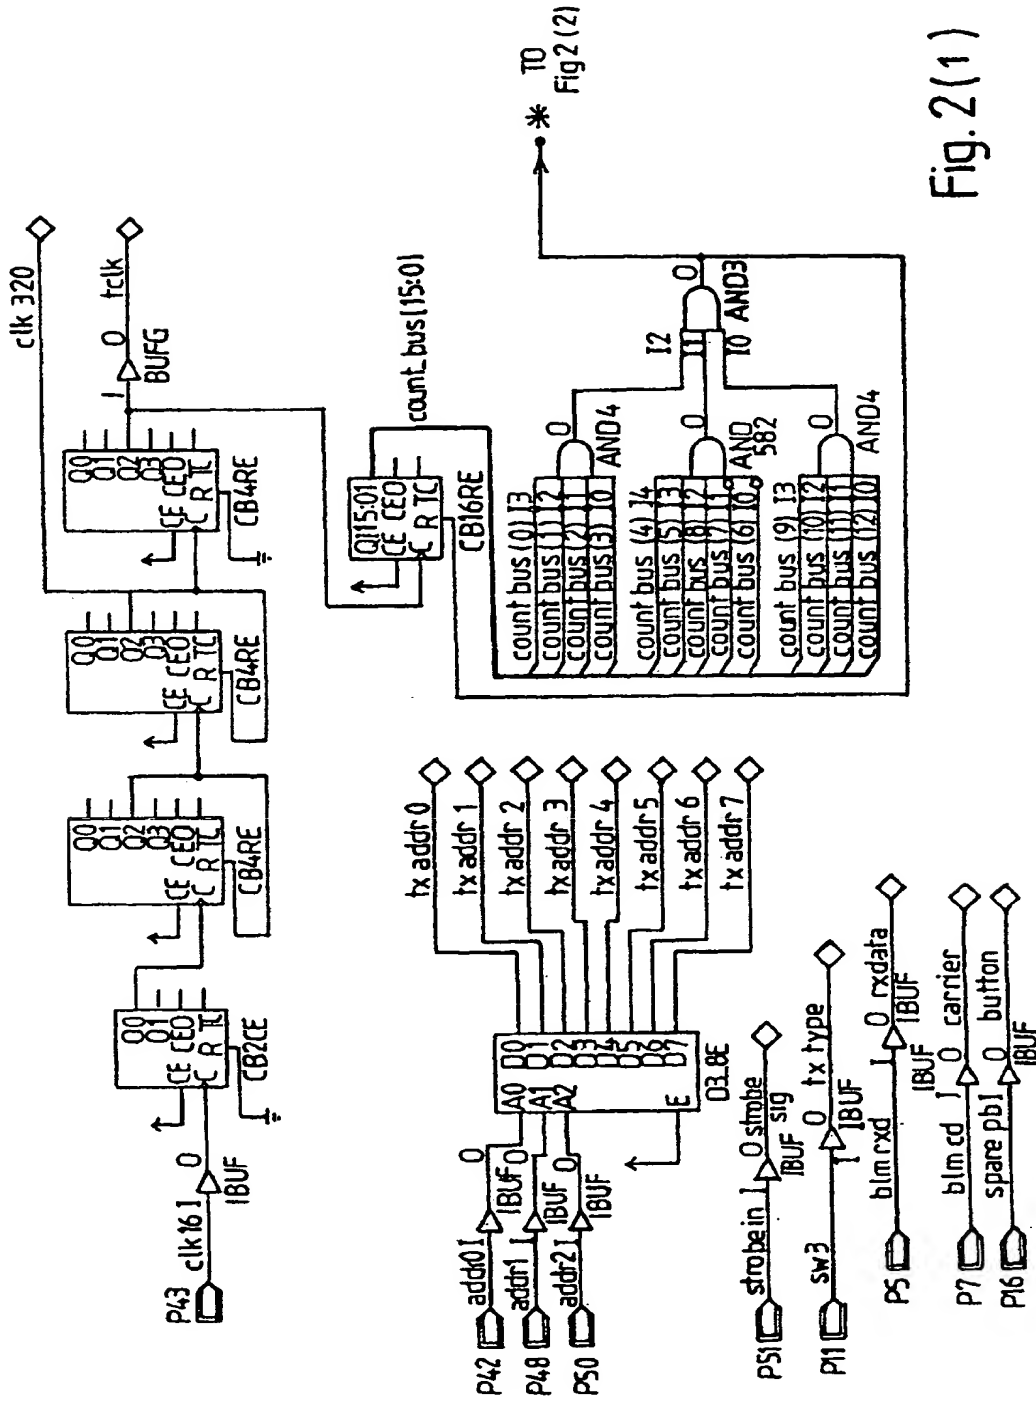 P43
clk16 I
O
IBUF
Q0
Q1
CE CEO
C R TC
CB2CE
Q0
Q1
Q2
Q3
CE CEO
C R TC
CB4RE
Q0
Q1
Q2
Q3
CE CEO
C R TC
CB4RE
Q0
Q1
Q2
Q3
CE CEO
C R TC
CB4RE
clk 320
I
O
tclk
BUFG
P42
addr0 I
O
IBUF
P48
addr1 I
O
IBUF
P50
addr2 I
O
IBUF
A0
A1
A2
E
D0
D1
D2
D3
D4
D5
D6
D7
D3_8E
tx addr 0
tx addr 1
tx addr 2
tx addr 3
tx addr 4
tx addr 5
tx addr 6
tx addr 7
CE CEO
C R TC
CB16RE
count_bus(15:0)
count bus (0) I3
count bus (1) I2
count bus (2) I1
count bus (3) I0
O
AND4
count bus (4) I4
count bus (5) I3
count bus (8) I2
count bus (7) I1
count bus (6) I0
O
AND
5B2
count bus (9) I3
count bus (10) I2
count bus (11) I1
count bus (12) I0
O
AND4
I2
I1
I0
O
AND3
* TO
Fig 2 (2)
P51
strobe in I
O strobe
sig
IBUF
P11
sw3
I
O tx type
IBUF
P5
blm rxd
I
O rxdata
IBUF
P7
blm cd I
O carrier
IBUF
P16
spare pb1
O button
IBUF
Fig. 2 (1)